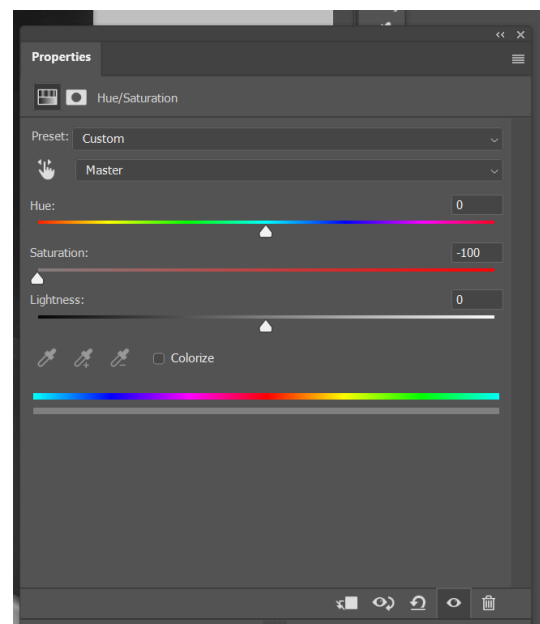 Properties
Hue/Saturation
Preset: Custom
Master
Hue: 0
Saturation: -100
Lightness: 0
Colorize